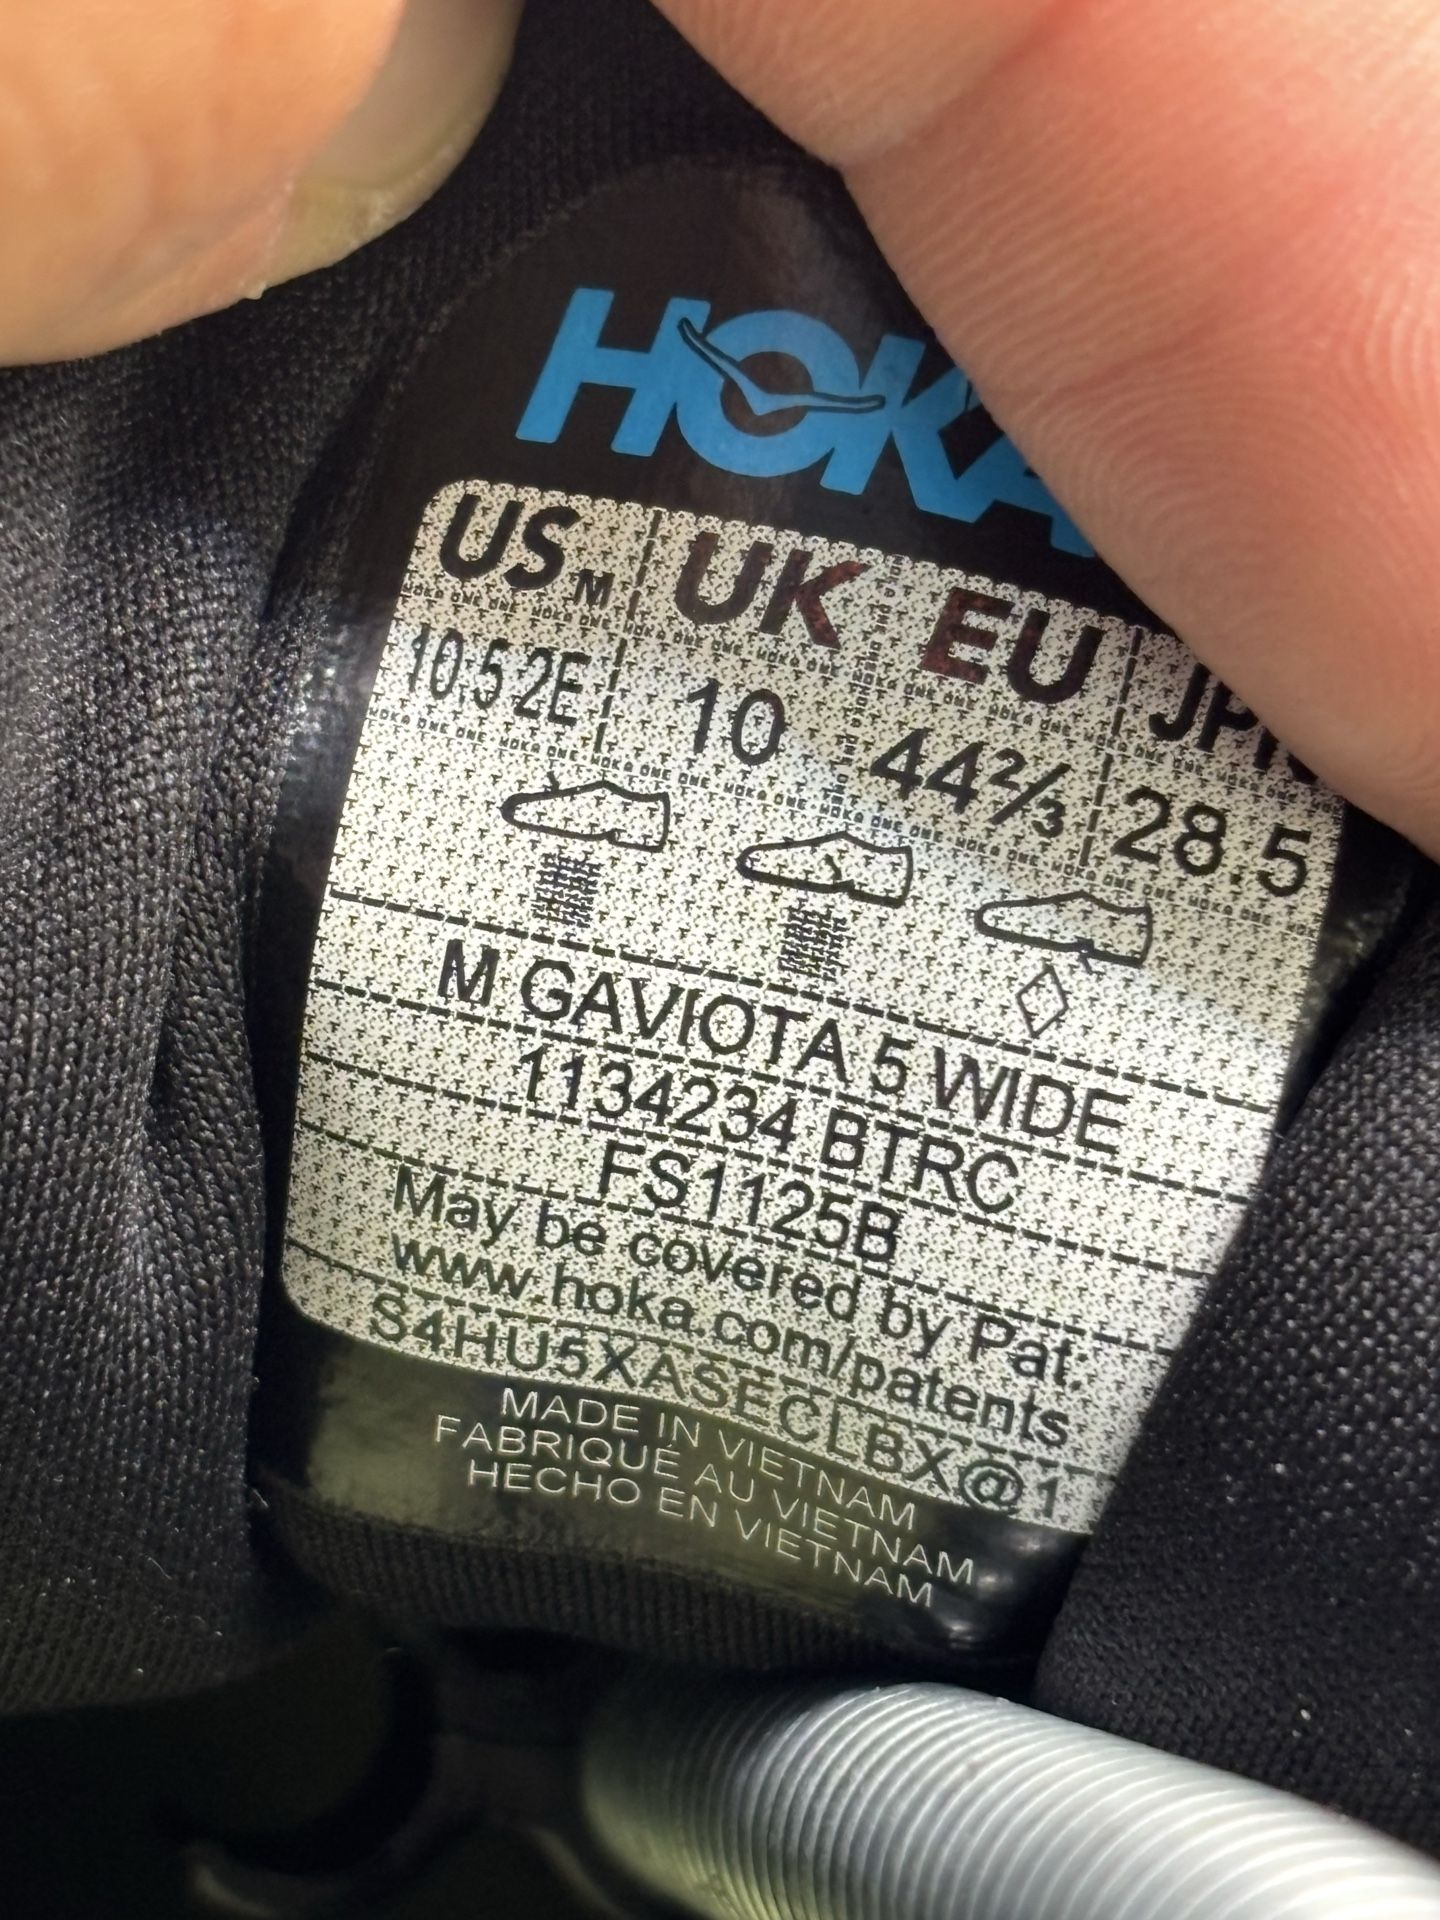 HOKA
US M UK EU JPN
10.5 2E 10 44⅔ 28.5
M GAVIOTA 5 WIDE
1134234 BTRC
FS1125B
May be covered by Pat:
www.hoka.com/patents
S4HU5XASECLBX@1
MADE IN VIETNAM
FABRIQUÉ AU VIETNAM
HECHO EN VIETNAM